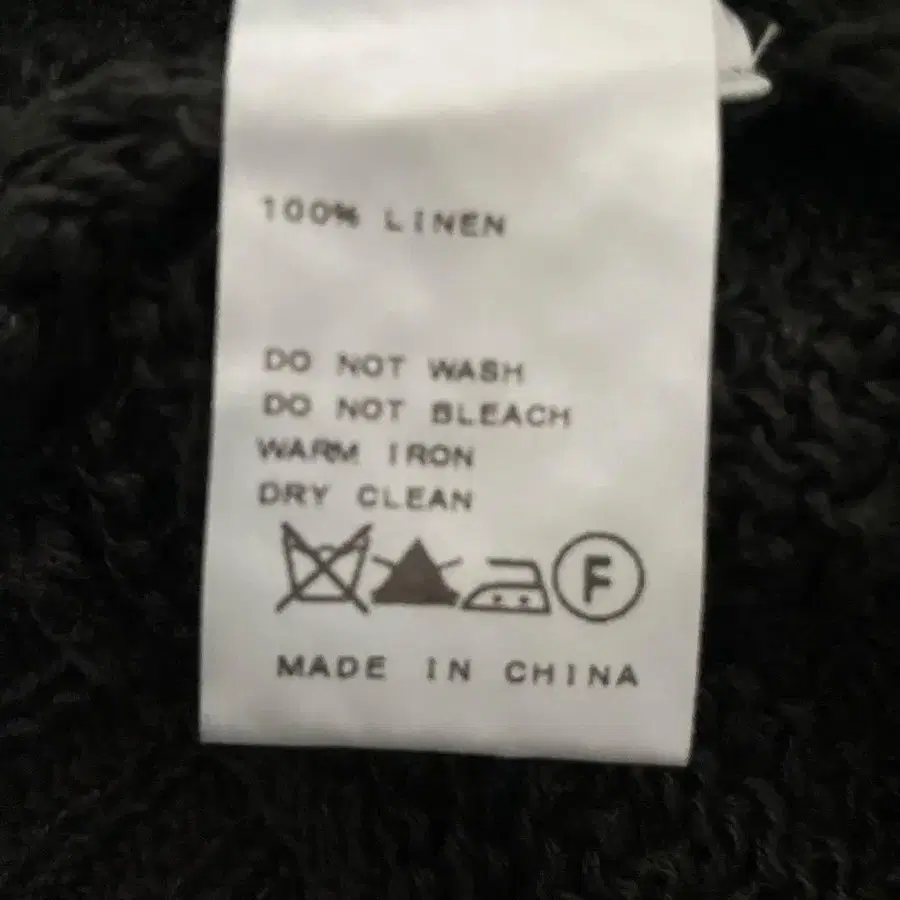 100% LINEN
DO NOT WASH
DO NOT BLEACH
WARM IRON
DRY CLEAN
F
MADE IN CHINA